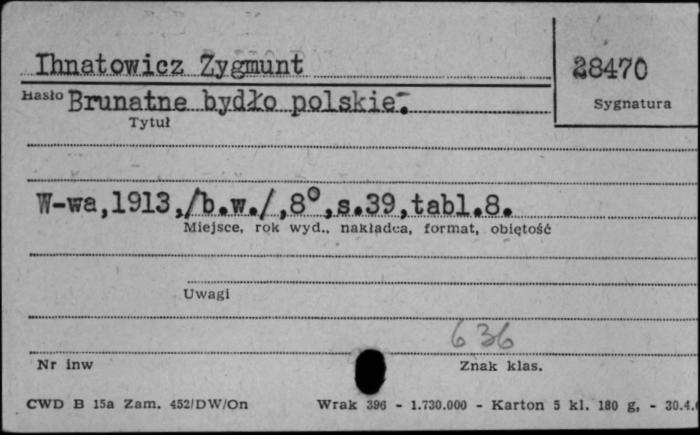 Ihnatowicz Zygmunt
28470
Hasło Brunatne bydło polskie.
Sygnatura
Tytuł
W-wa,1913,/b.w./,8°,s.39,tabl.8.
Miejsce, rok wyd., nakładca, format, objętość
Uwagi
636
Nr inw
Znak klas.
CWD B 15a Zam. 452/DW/On Wrak 396 - 1.730.000 - Karton 5 kl. 180 g, - 30.4.